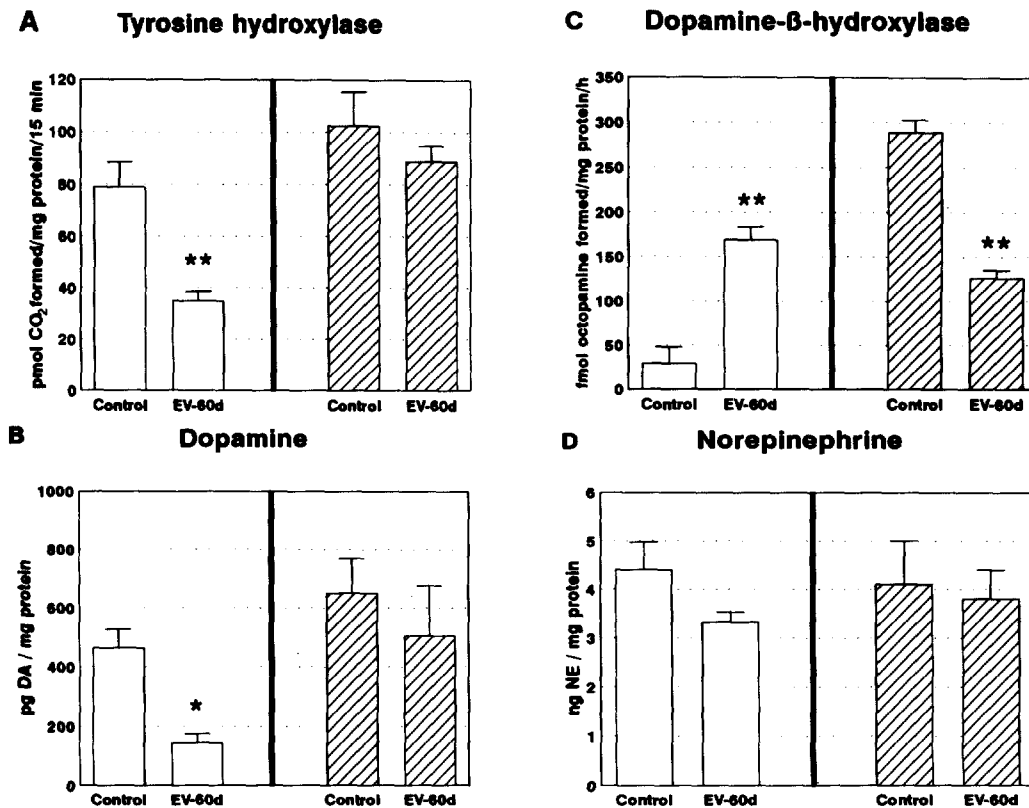 A Tyrosine hydroxylase
pmol CO₂ formed/mg protein/15 min
120
100
80
60
40
20
0
**
Control EV-60d Control EV-60d
C Dopamine-ß-hydroxylase
fmol octopamine formed/mg protein/h
350
300
250
200
150
100
50
0
**
**
Control EV-60d Control EV-60d
B Dopamine
pg DA / mg protein
1000
800
600
400
200
0
*
Control EV-60d Control EV-60d
D Norepinephrine
ng NE / mg protein
6
5
4
3
2
1
0
Control EV-60d Control EV-60d